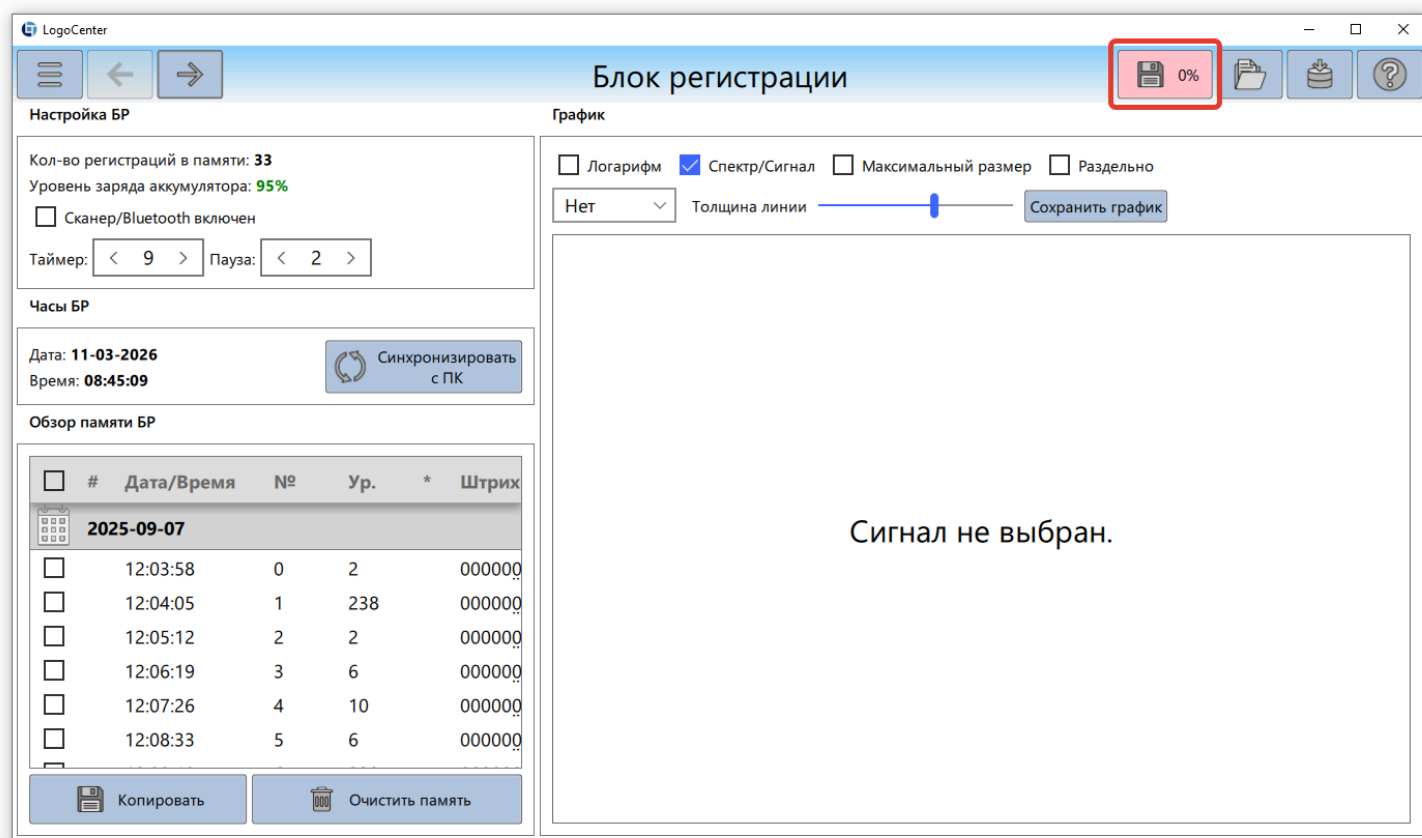 LogoCenter
Блок регистрации
0%
Настройка БР
Кол-во регистраций в памяти: 33
Уровень заряда аккумулятора: 95%
Сканер/Bluetooth включен
Таймер: < 9 > Пауза: < 2 >
Часы БР
Дата: 11-03-2026
Время: 08:45:09
Синхронизировать
с ПК
Обзор памяти БР
# Дата/Время № Ур. * Штрих
2025-09-07
12:03:58 0 2 000000
12:04:05 1 238 000000
12:05:12 2 2 000000
12:06:19 3 6 000000
12:07:26 4 10 000000
12:08:33 5 6 000000
Копировать
Очистить память
График
Логарифм Спектр/Сигнал Максимальный размер Раздельно
Нет Толщина линии Сохранить график
Сигнал не выбран.